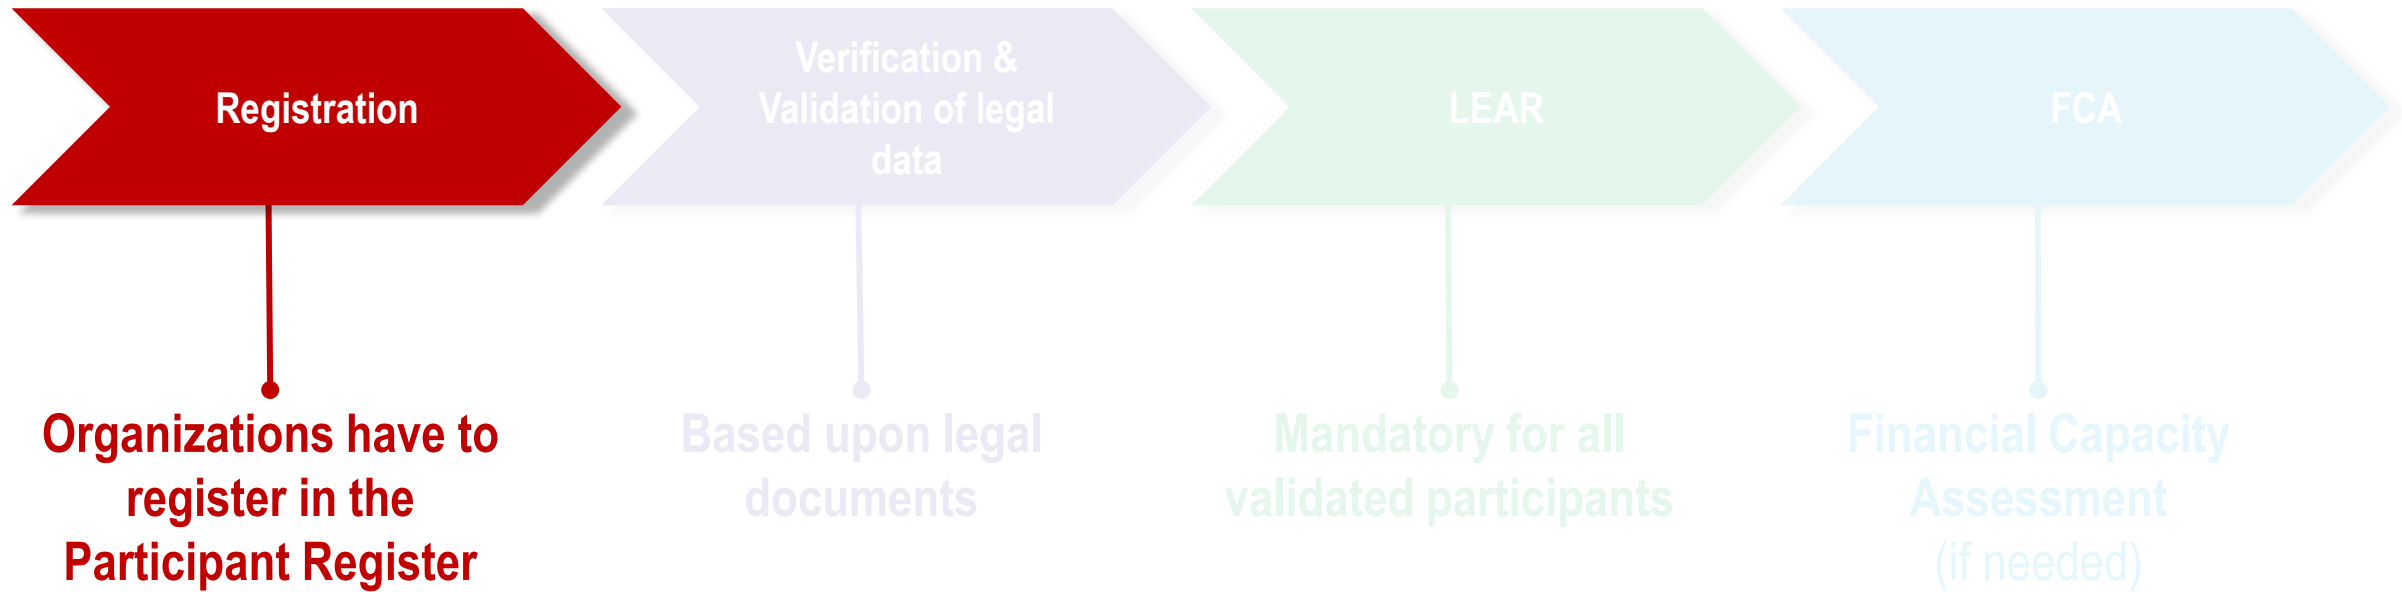 Registration
Verification &
Validation of legal
data
LEAR
FCA
Organizations have to
register in the
Participant Register
Based upon legal
documents
Mandatory for all
validated participants
Financial Capacity
Assessment
(if needed)